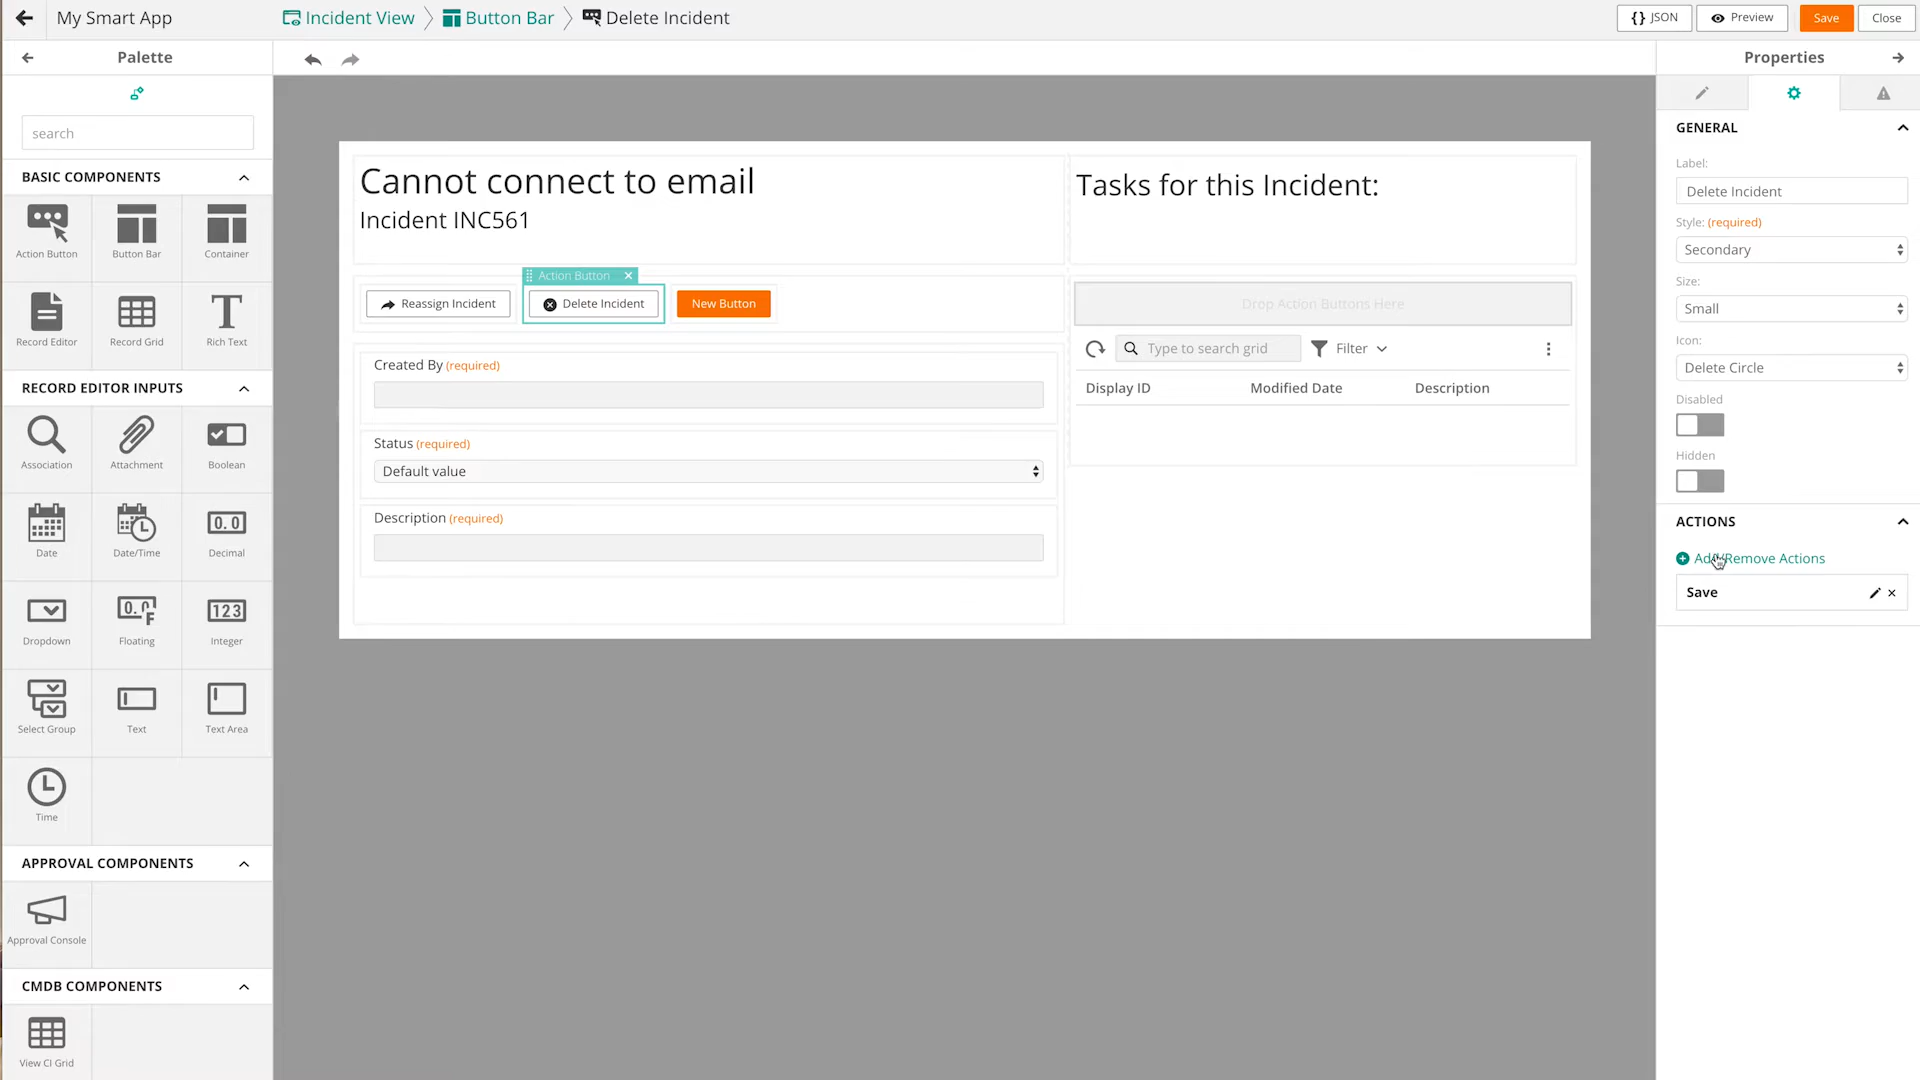 My Smart App
Incident View
Button Bar
Delete Incident
{} JSON
Preview
Save
Close
Palette
Properties
search
BASIC COMPONENTS
Action Button
Button Bar
Container
Record Editor
Record Grid
Rich Text
RECORD EDITOR INPUTS
Association
Attachment
Boolean
Date
Date/Time
0.0
Decimal
Dropdown
0.0F
Floating
123
Integer
Select Group
Text
Text Area
Time
APPROVAL COMPONENTS
Approval Console
CMDB COMPONENTS
View CI Grid
Cannot connect to email
Incident INC561
Action Button
Reassign Incident
Delete Incident
New Button
Created By (required)
Status (required)
Default value
Description (required)
Tasks for this Incident:
Drop Action Buttons Here
Type to search grid
Filter
Display ID
Modified Date
Description
GENERAL
Label:
Delete Incident
Style: (required)
Secondary
Size:
Small
Icon:
Delete Circle
Disabled
Hidden
ACTIONS
Add/Remove Actions
Save